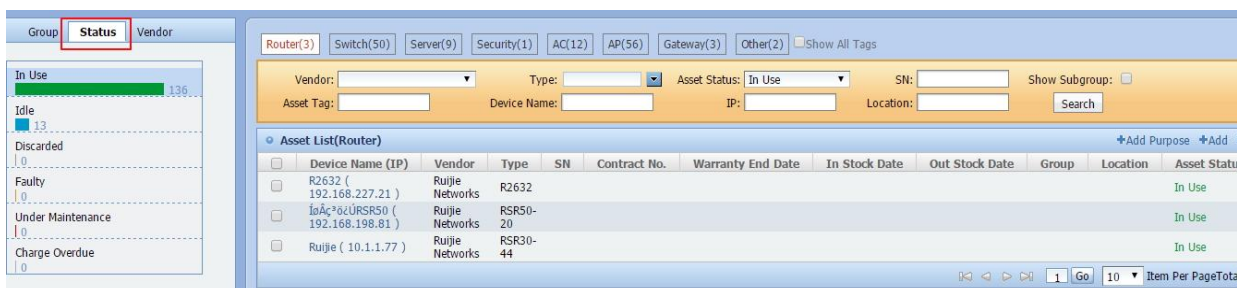 Group Status Vendor
In Use
136
Idle
13
Discarded
0
Faulty
0
Under Maintenance
0
Charge Overdue
0
Router(3) Switch(50) Server(9) Security(1) AC(12) AP(56) Gateway(3) Other(2) Show All Tags
Vendor: Type: Asset Status: In Use SN: Show Subgroup:
Asset Tag: Device Name: IP: Location: Search
Asset List(Router) +Add Purpose +Add
Device Name (IP) Vendor Type SN Contract No. Warranty End Date In Stock Date Out Stock Date Group Location Asset Statu
R2632 ( 192.168.227.21 ) Ruijie Networks R2632 In Use
ÍøÂç³ö¿ÚRSR50 ( 192.168.198.81 ) Ruijie Networks RSR50-20 In Use
Ruijie ( 10.1.1.77 ) Ruijie Networks RSR30-44 In Use
1 Go 10 Item Per PageTota